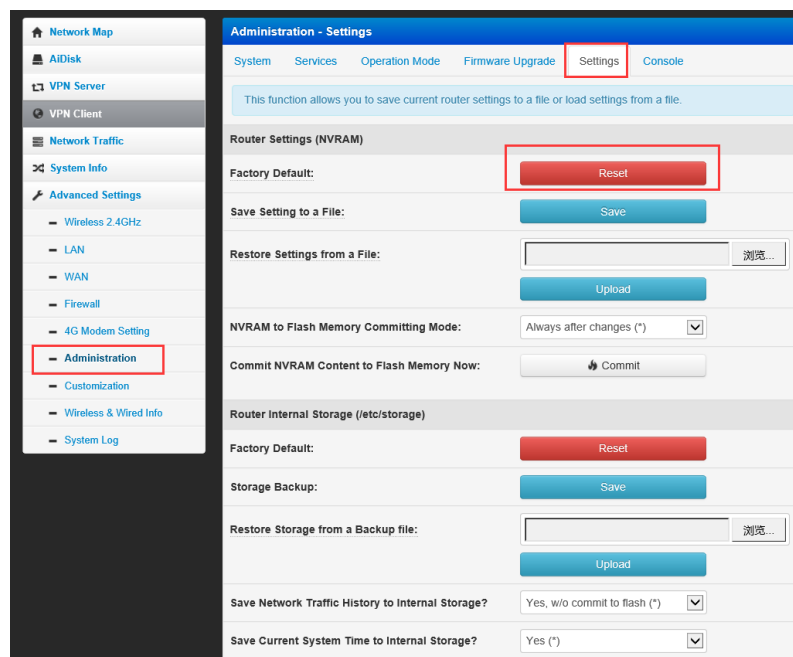 Network Map
AiDisk
VPN Server
VPN Client
Network Traffic
System Info
Advanced Settings
Wireless 2.4GHz
LAN
WAN
Firewall
4G Modem Setting
Administration
Customization
Wireless & Wired Info
System Log
Administration - Settings
System Services Operation Mode Firmware Upgrade Settings Console
This function allows you to save current router settings to a file or load settings from a file.
Router Settings (NVRAM)
Factory Default: Reset
Save Setting to a File: Save
Restore Settings from a File: 浏览...
Upload
NVRAM to Flash Memory Committing Mode: Always after changes (*)
Commit NVRAM Content to Flash Memory Now: Commit
Router Internal Storage (/etc/storage)
Factory Default: Reset
Storage Backup: Save
Restore Storage from a Backup file: 浏览...
Upload
Save Network Traffic History to Internal Storage? Yes, w/o commit to flash (*)
Save Current System Time to Internal Storage? Yes (*)